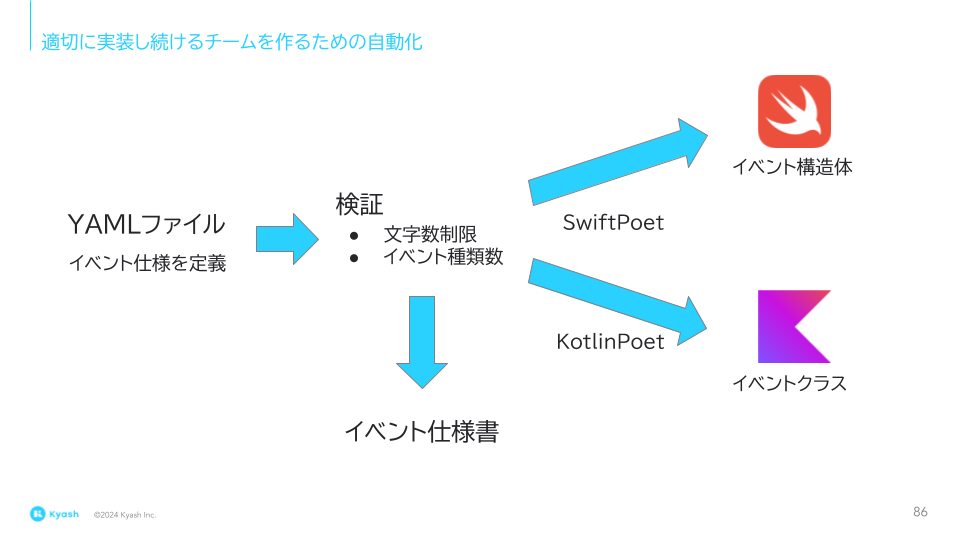 適切に実装し続けるチームを作るための自動化
YAMLファイル
イベント仕様を定義
検証
● 文字数制限
● イベント種類数
SwiftPoet
イベント構造体
KotlinPoet
イベントクラス
イベント仕様書
Kyash
©2024 Kyash Inc.
86